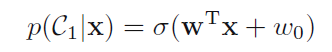 p(𝒞₁|𝐱) = σ(𝐰ᵀ𝐱 + w₀)